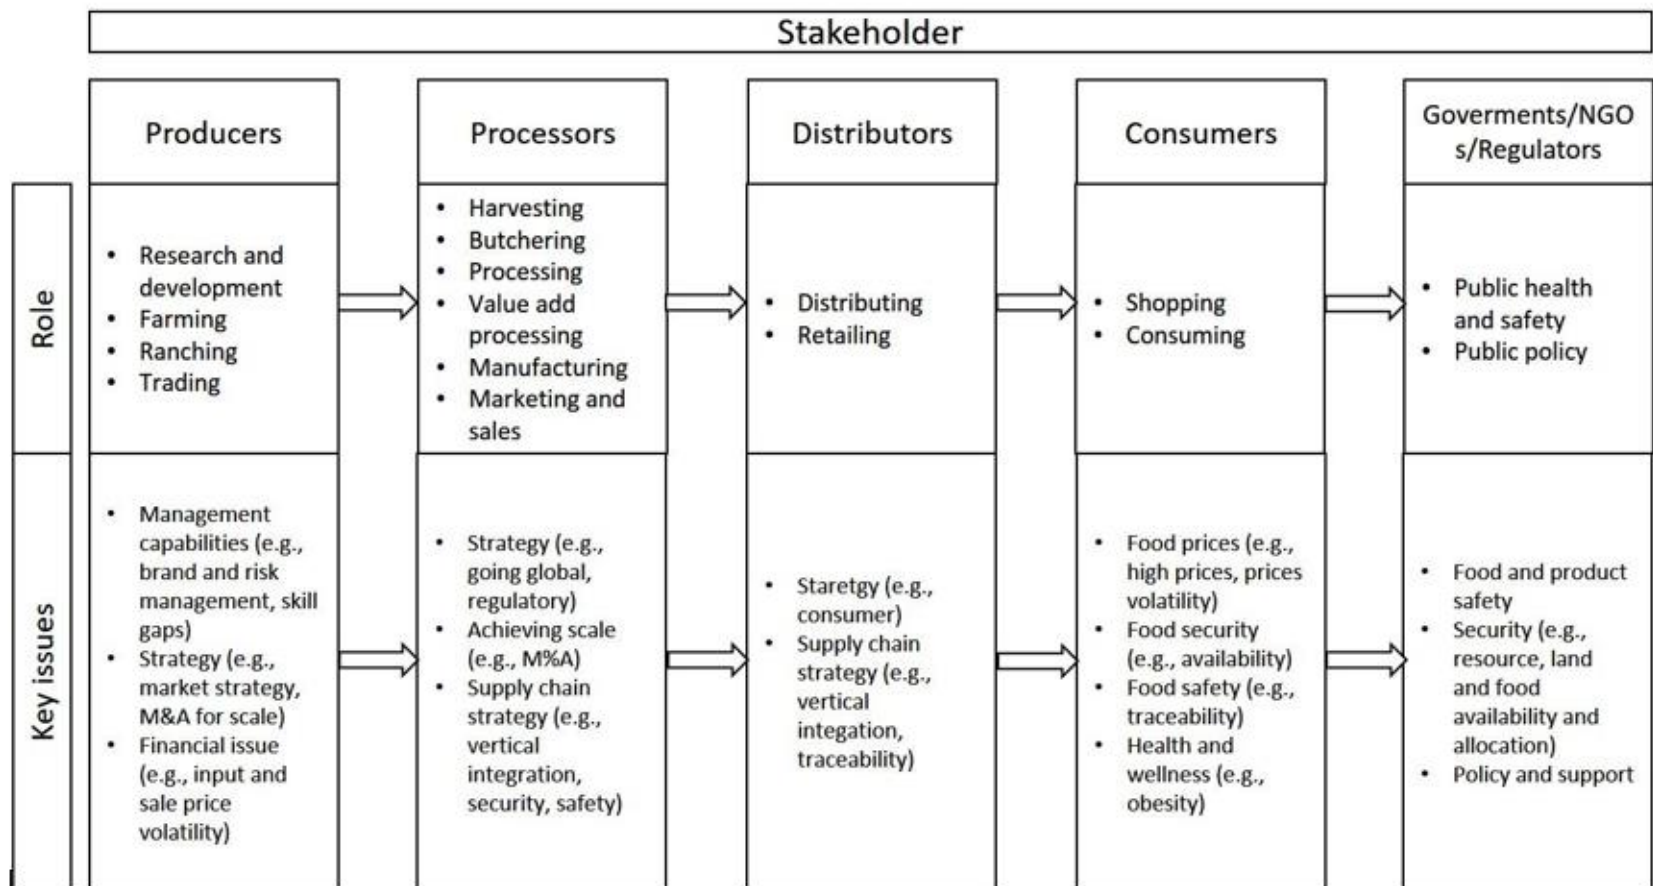 Stakeholder
Producers
Processors
Distributors
Consumers
Goverments/NGO
s/Regulators
Role
• Research and
development
• Farming
• Ranching
• Trading
• Harvesting
• Butchering
• Processing
• Value add
processing
• Manufacturing
• Marketing and
sales
• Distributing
• Retailing
• Shopping
• Consuming
• Public health
and safety
• Public policy
Key issues
• Management
capabilities (e.g.,
brand and risk
management, skill
gaps)
• Strategy (e.g.,
market strategy,
M&A for scale)
• Financial issue
(e.g., input and
sale price
volatility)
• Strategy (e.g.,
going global,
regulatory)
• Achieving scale
(e.g., M%A)
• Supply chain
strategy (e.g.,
vertical
integration,
security, safety)
• Staretgy (e.g.,
consumer)
• Supply chain
strategy (e.g.,
vertical
integation,
traceability)
• Food prices (e.g.,
high prices, prices
volatility)
• Food security
(e.g., availability)
• Food safety (e.g.,
traceability)
• Health and
wellness (e.g.,
obesity)
• Food and product
safety
• Security (e.g.,
resource, land
and food
availability and
allocation)
• Policy and support